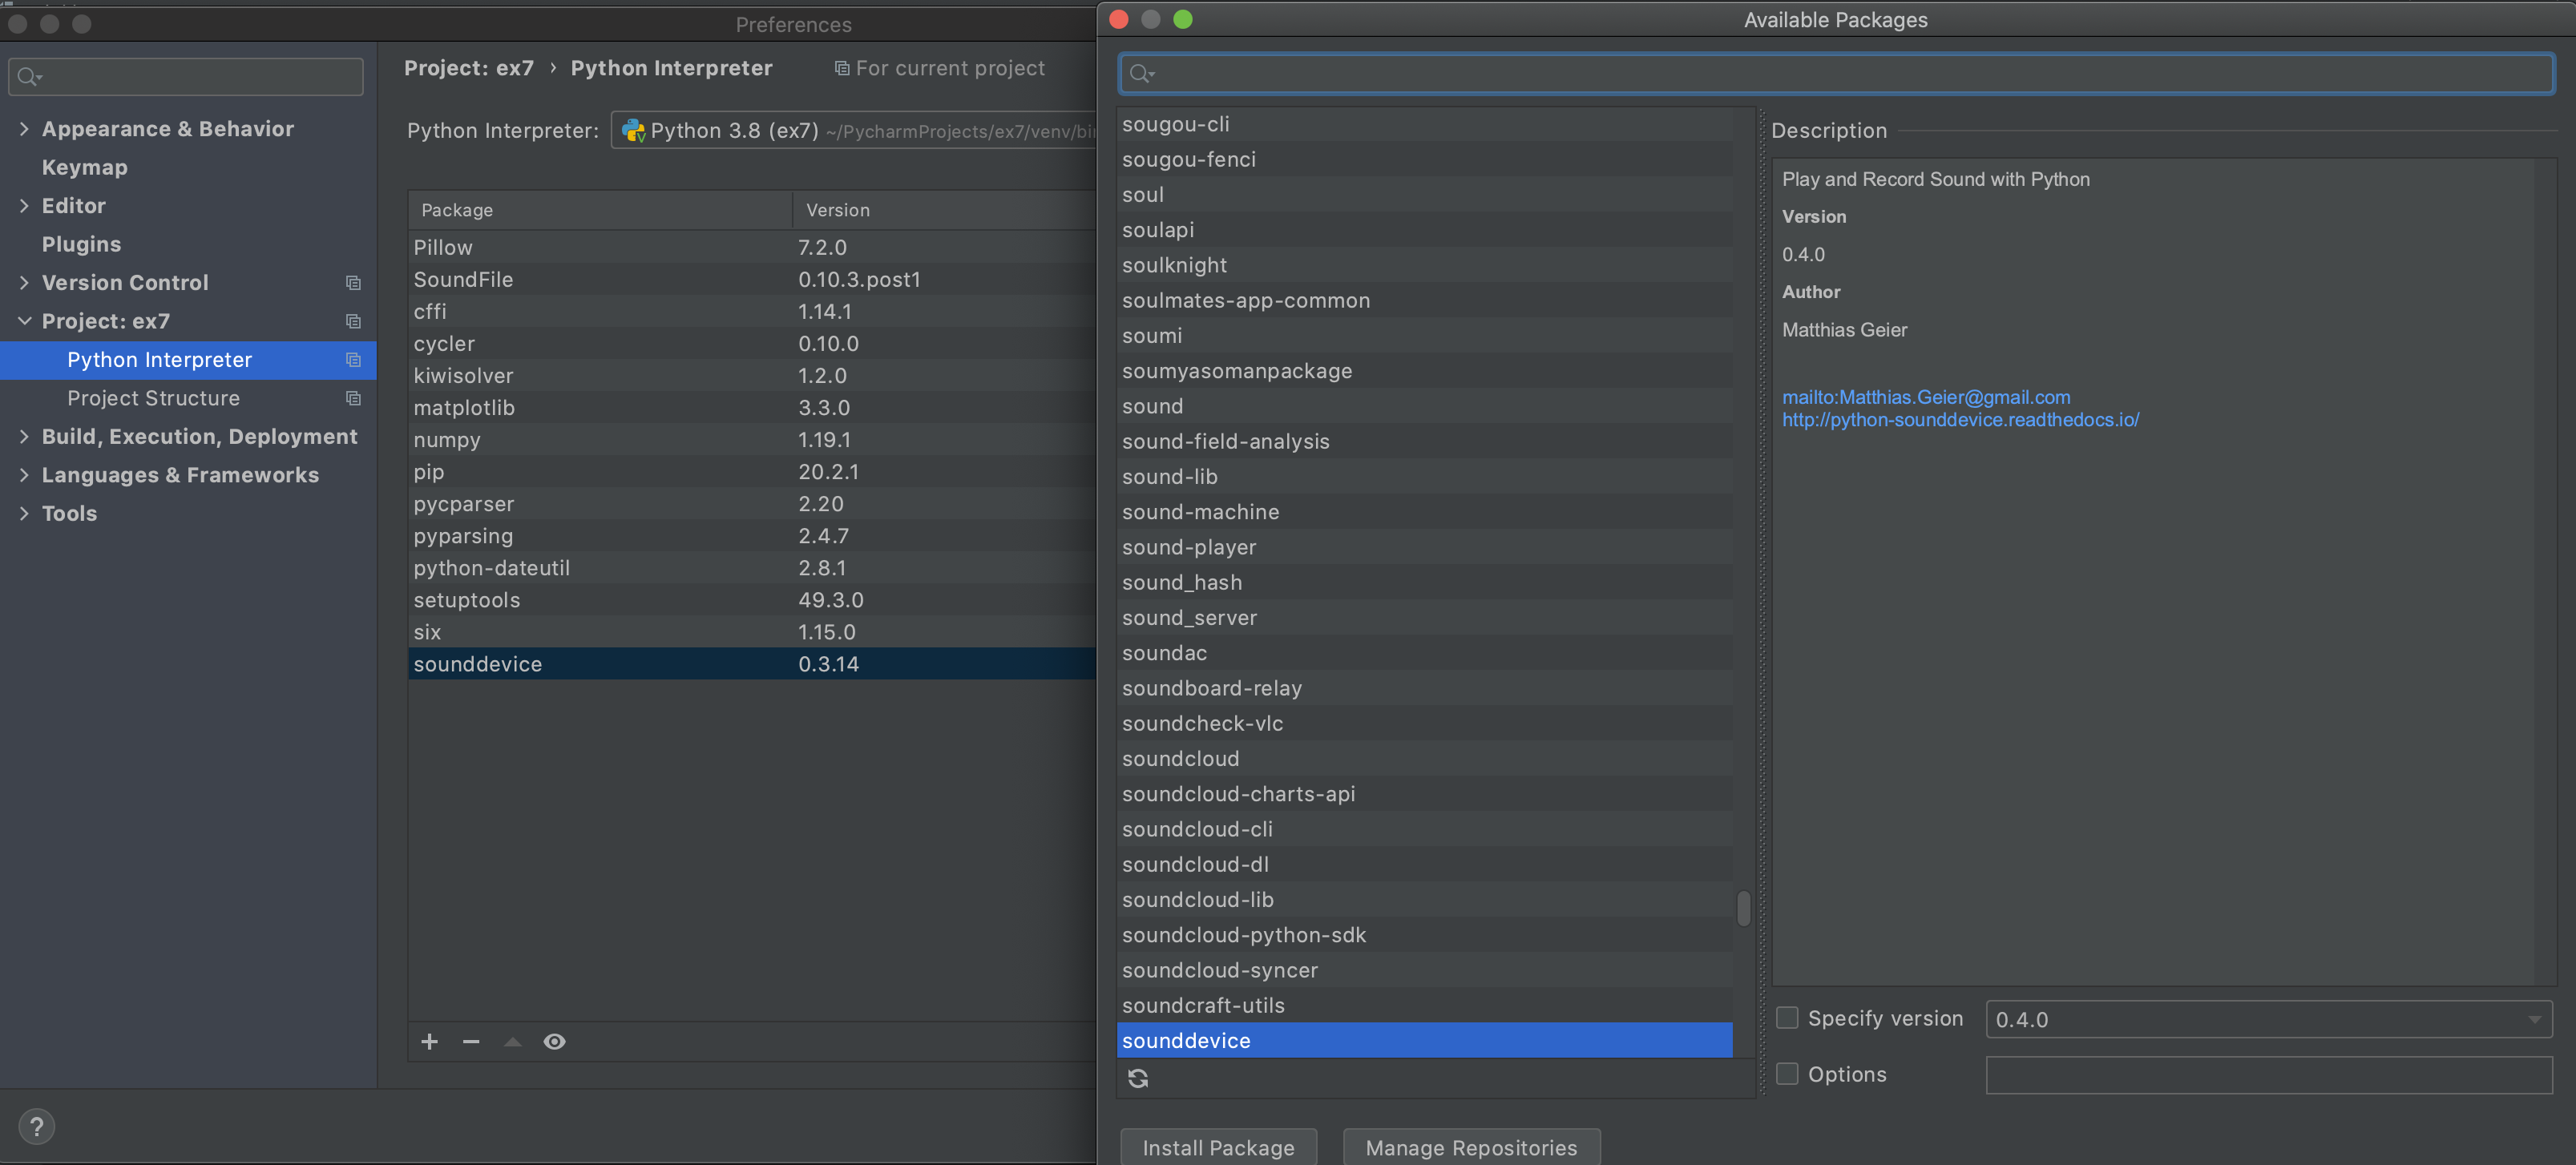 Preferences
Available Packages
Project: ex7 › Python Interpreter
For current project
Python Interpreter: Python 3.8 (ex7) ~/PycharmProjects/ex7/venv/bin
Appearance & Behavior
Keymap
Editor
Plugins
Version Control
Project: ex7
Python Interpreter
Project Structure
Build, Execution, Deployment
Languages & Frameworks
Tools
Package Version
Pillow 7.2.0
SoundFile 0.10.3.post1
cffi 1.14.1
cycler 0.10.0
kiwisolver 1.2.0
matplotlib 3.3.0
numpy 1.19.1
pip 20.2.1
pycparser 2.20
pyparsing 2.4.7
python-dateutil 2.8.1
setuptools 49.3.0
six 1.15.0
sounddevice 0.3.14
?
sougou-cli
sougou-fenci
soul
soulapi
soulknight
soulmates-app-common
soumi
soumyasomanpackage
sound
sound-field-analysis
sound-lib
sound-machine
sound-player
sound_hash
sound_server
soundac
soundboard-relay
soundcheck-vlc
soundcloud
soundcloud-charts-api
soundcloud-cli
soundcloud-dl
soundcloud-lib
soundcloud-python-sdk
soundcloud-syncer
soundcraft-utils
sounddevice
Description
Play and Record Sound with Python
Version
0.4.0
Author
Matthias Geier
mailto:Matthias.Geier@gmail.com
http://python-sounddevice.readthedocs.io/
Specify version 0.4.0
Options
Install Package
Manage Repositories